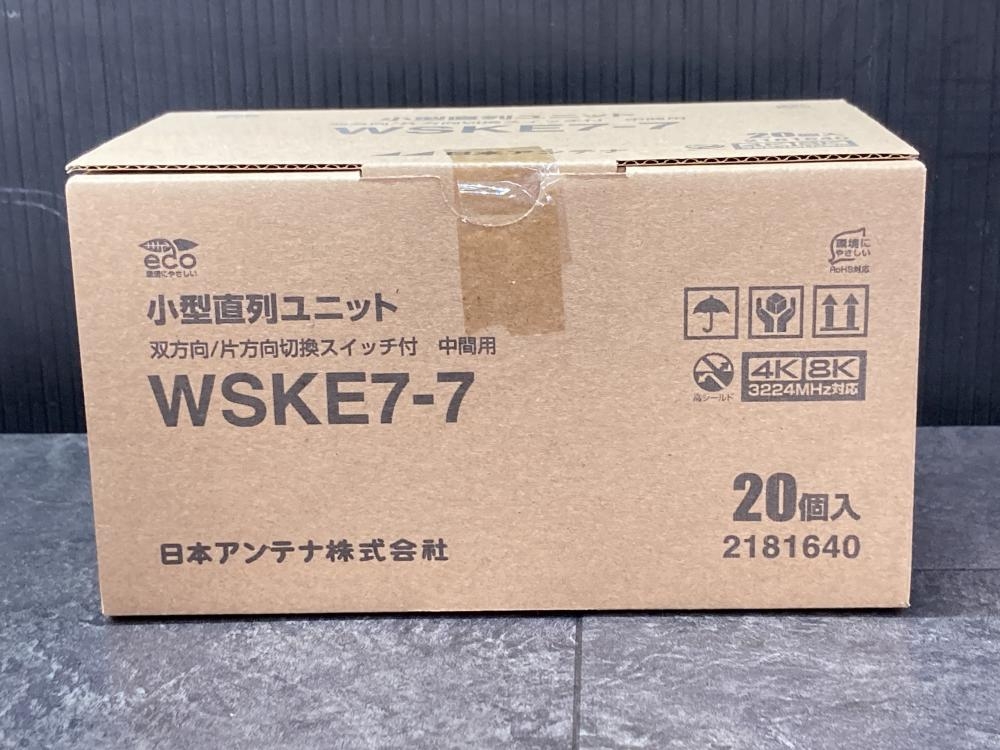 WSKE7-7
eco
環境にやさしい
環境に
やさしい
RoHS対応
小型直列ユニット
双方向/片方向切換スイッチ付 中間用
WSKE7-7
高シールド
4K 8K
3224MHz対応
20個入
2181640
日本アンテナ株式会社